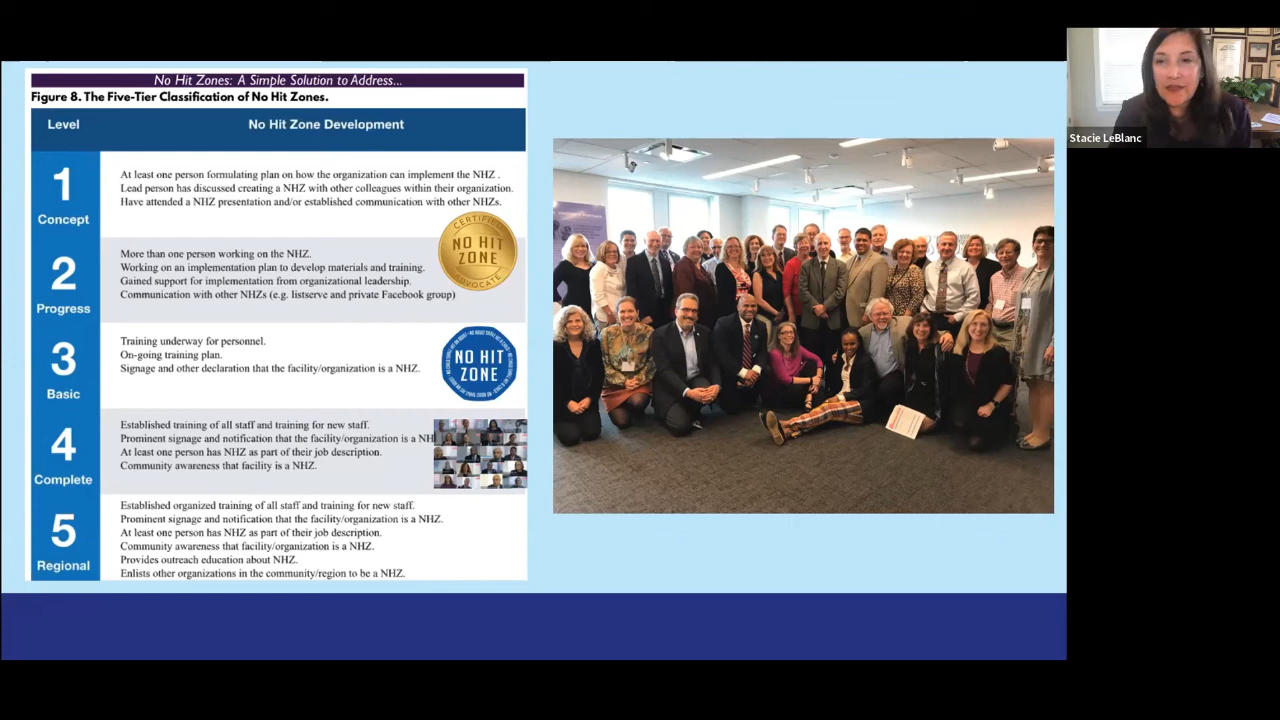 No Hit Zones: A Simple Solution to Address...
Figure 8. The Five-Tier Classification of No Hit Zones.
Level
No Hit Zone Development
1
Concept
At least one person formulating plan on how the organization can implement the NHZ .
Lead person has discussed creating a NHZ with other colleagues within their organization.
Have attended a NHZ presentation and/or established communication with other NHZs.
2
Progress
More than one person working on the NHZ.
Working on an implementation plan to develop materials and training.
Gained support for implementation from organizational leadership.
Communication with other NHZs (e.g. listserve and private Facebook group)
CERTIFIED
NO HIT
ZONE
ADVOCATE
3
Basic
Training underway for personnel.
On-going training plan.
Signage and other declaration that the facility/organization is a NHZ.
NO HIT
ZONE
4
Complete
Established training of all staff and training for new staff.
Prominent signage and notification that the facility/organization is a NH
At least one person has NHZ as part of their job description.
Community awareness that facility is a NHZ.
5
Regional
Established organized training of all staff and training for new staff.
Prominent signage and notification that the facility/organization is a NHZ.
At least one person has NHZ as part of their job description.
Community awareness that facility/organization is a NHZ.
Provides outreach education about NHZ.
Enlists other organizations in the community/region to be a NHZ.
Stacie LeBlanc